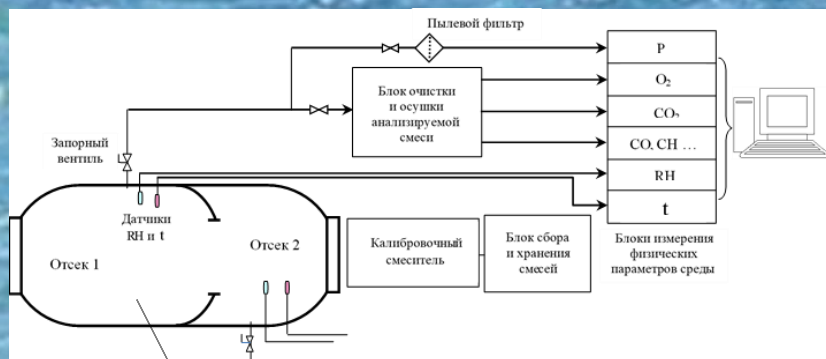 Пылевой фильтр
P
O₂
Блок очистки
и осушки
анализируемой
смеси
CO₂
CO, CH ...
Запорный
вентиль
RH
t
Датчики
RH и t
Отсек 1
Отсек 2
Калибровочный
смеситель
Блок сбора
и хранения
смесей
Блоки измерения
физических
параметров среды